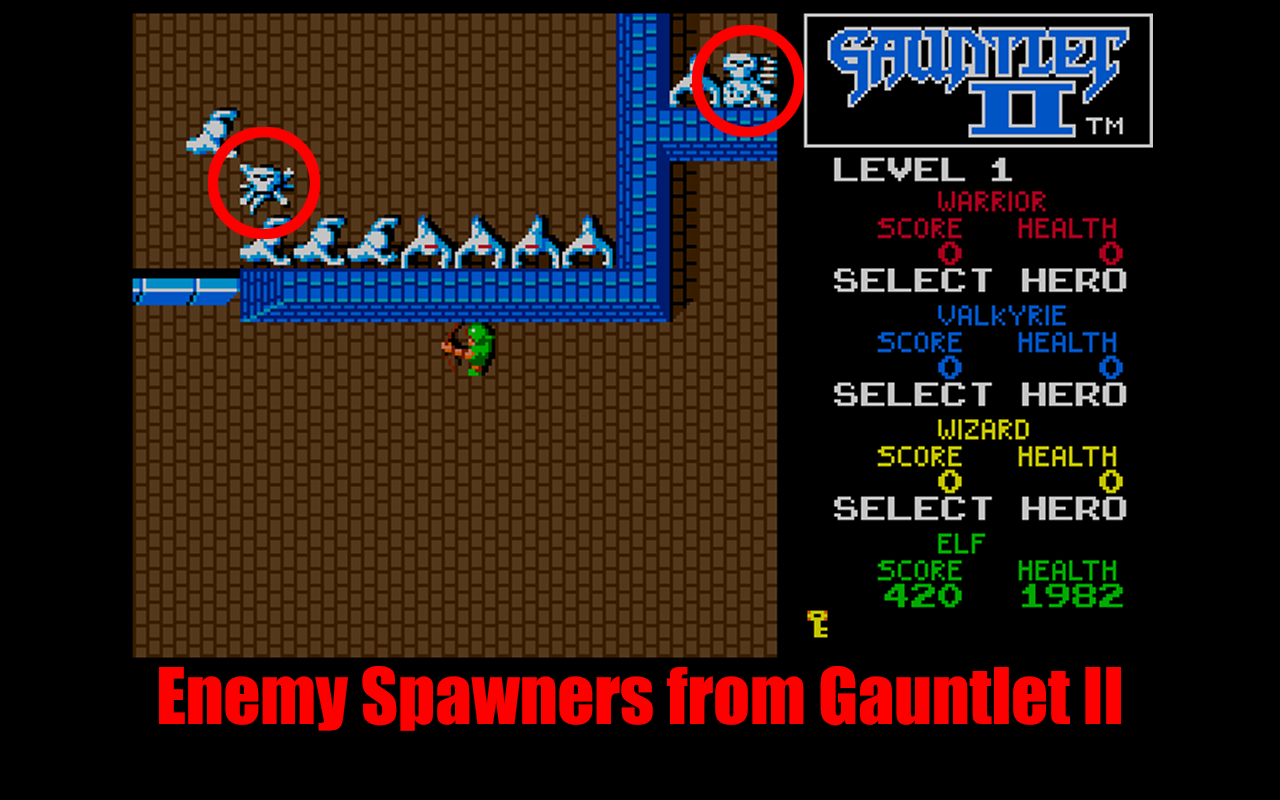 GAUNTLET
II TM
LEVEL 1
WARRIOR
SCORE HEALTH
0 0
SELECT HERO
VALKYRIE
SCORE HEALTH
0 0
SELECT HERO
WIZARD
SCORE HEALTH
0 0
SELECT HERO
ELF
SCORE HEALTH
420 1982
Enemy Spawners from Gauntlet II